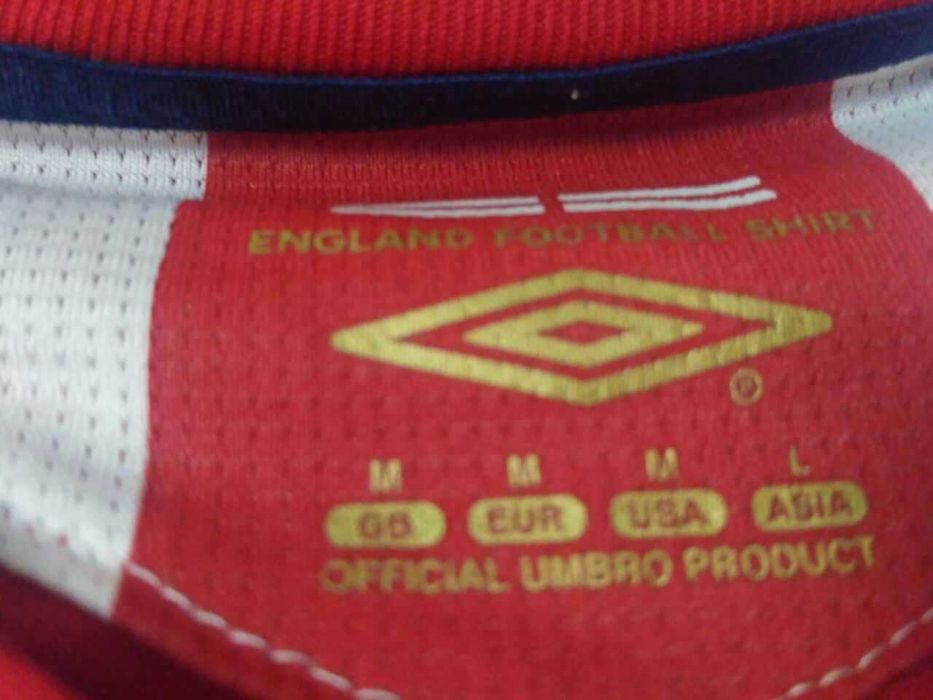 ENGLAND FOOTBALL SHIRT
®
M M M L
GB EUR USA ASIA
OFFICIAL UMBRO PRODUCT